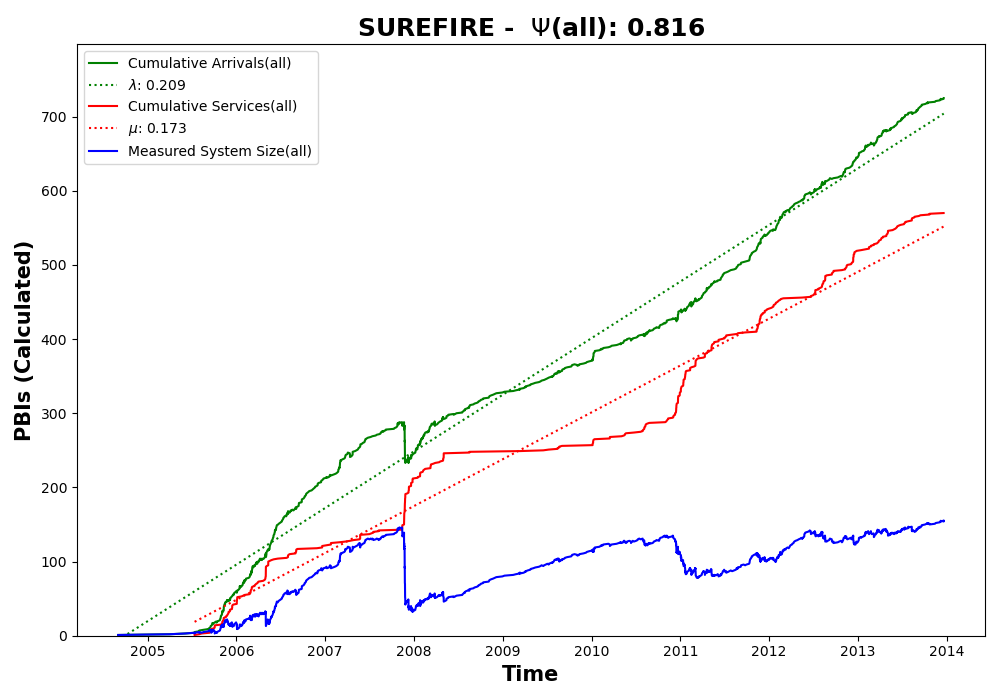 SUREFIRE - Ψ(all): 0.816
Cumulative Arrivals(all)
λ: 0.209
Cumulative Services(all)
μ: 0.173
Measured System Size(all)
PBIs (Calculated)
700
600
500
400
300
200
100
0
2005 2006 2007 2008 2009 2010 2011 2012 2013 2014
Time